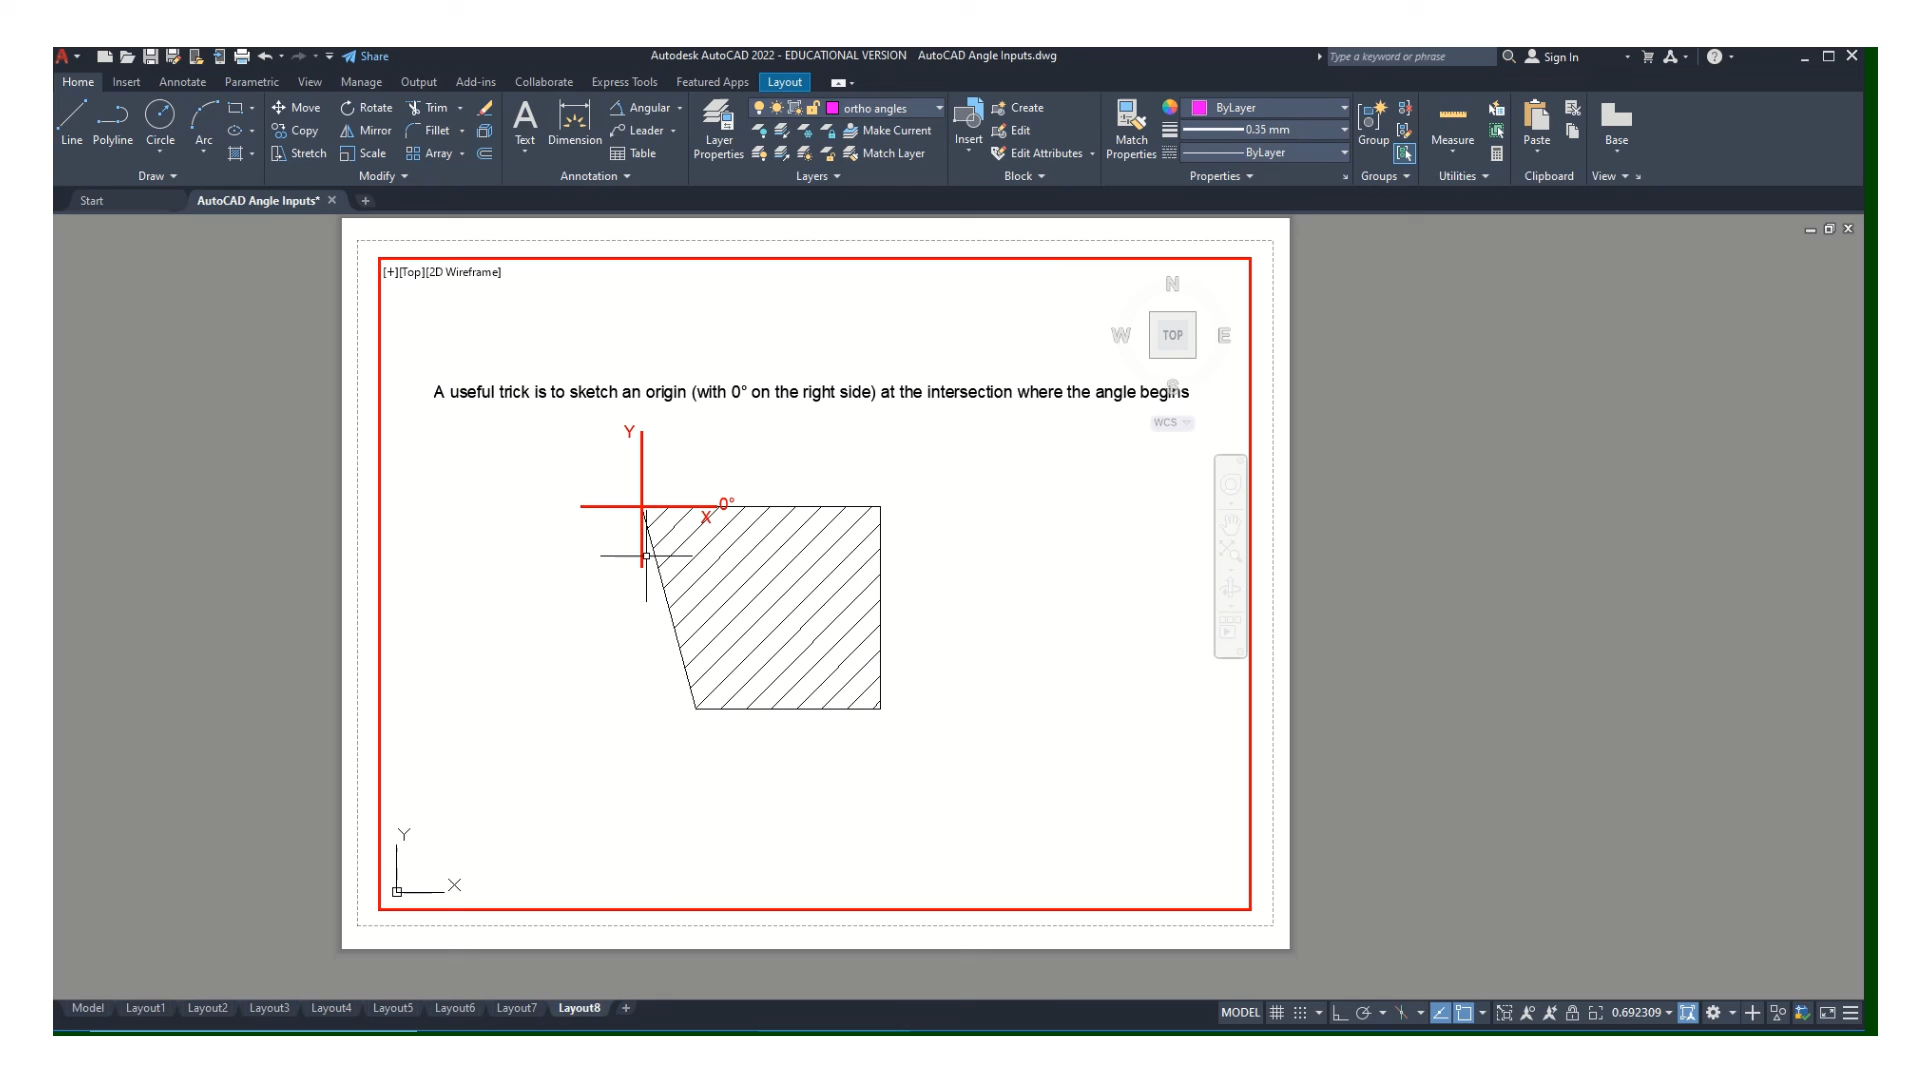 Share
Autodesk AutoCAD 2022 - EDUCATIONAL VERSION AutoCAD Angle Inputs.dwg
Type a keyword or phrase
Sign In
Home Insert Annotate Parametric View Manage Output Add-ins Collaborate Express Tools Featured Apps Layout
Line Polyline Circle Arc
Draw
Move Rotate Trim
Copy Mirror Fillet
Stretch Scale Array
Modify
Text Dimension
Angular
Leader
Table
Annotation
Layer Properties
ortho angles
Make Current
Match Layer
Layers
Insert
Create
Edit
Edit Attributes
Block
Match Properties
ByLayer
0.35 mm
ByLayer
Properties
Group
Groups
Measure
Utilities
Paste
Clipboard
Base
View
Start
AutoCAD Angle Inputs*
[+][Top][2D Wireframe]
N
W TOP E
S
WCS
A useful trick is to sketch an origin (with 0° on the right side) at the intersection where the angle begins
Y
0°
X
Y
X
Model Layout1 Layout2 Layout3 Layout4 Layout5 Layout6 Layout7 Layout8
MODEL
0.692309